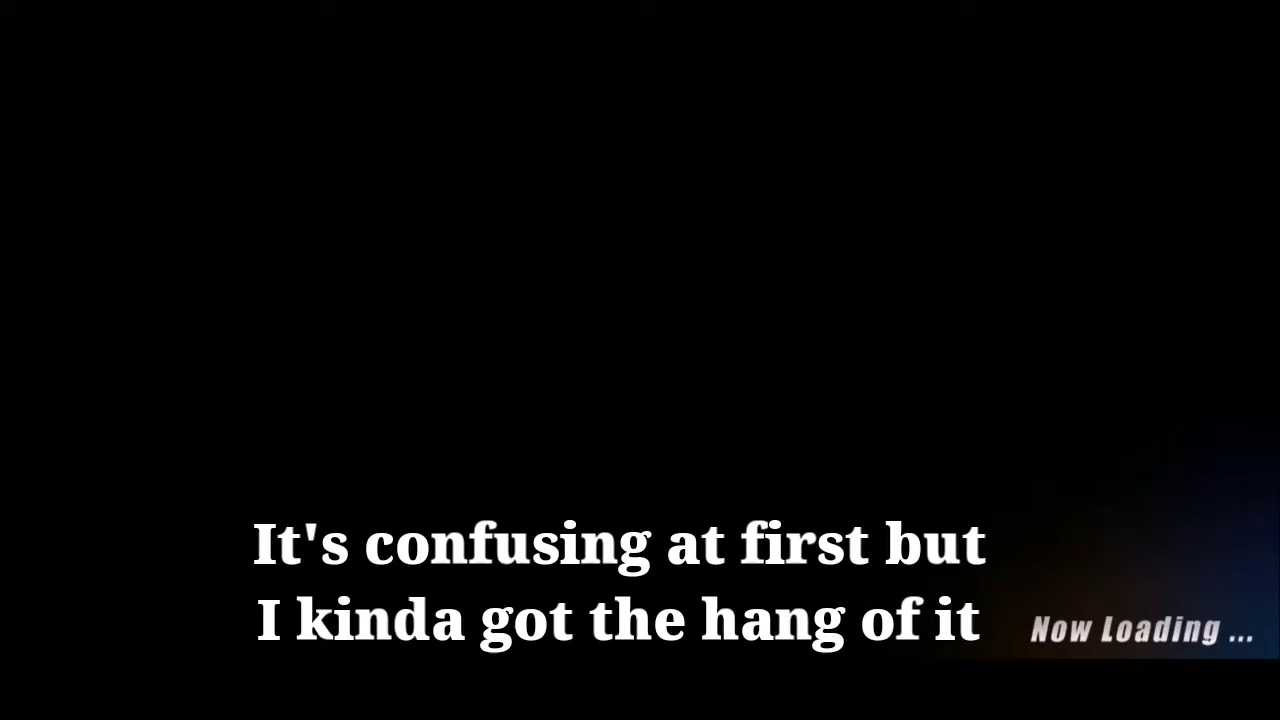 It's confusing at first but
I kinda got the hang of it
Now Loading ...